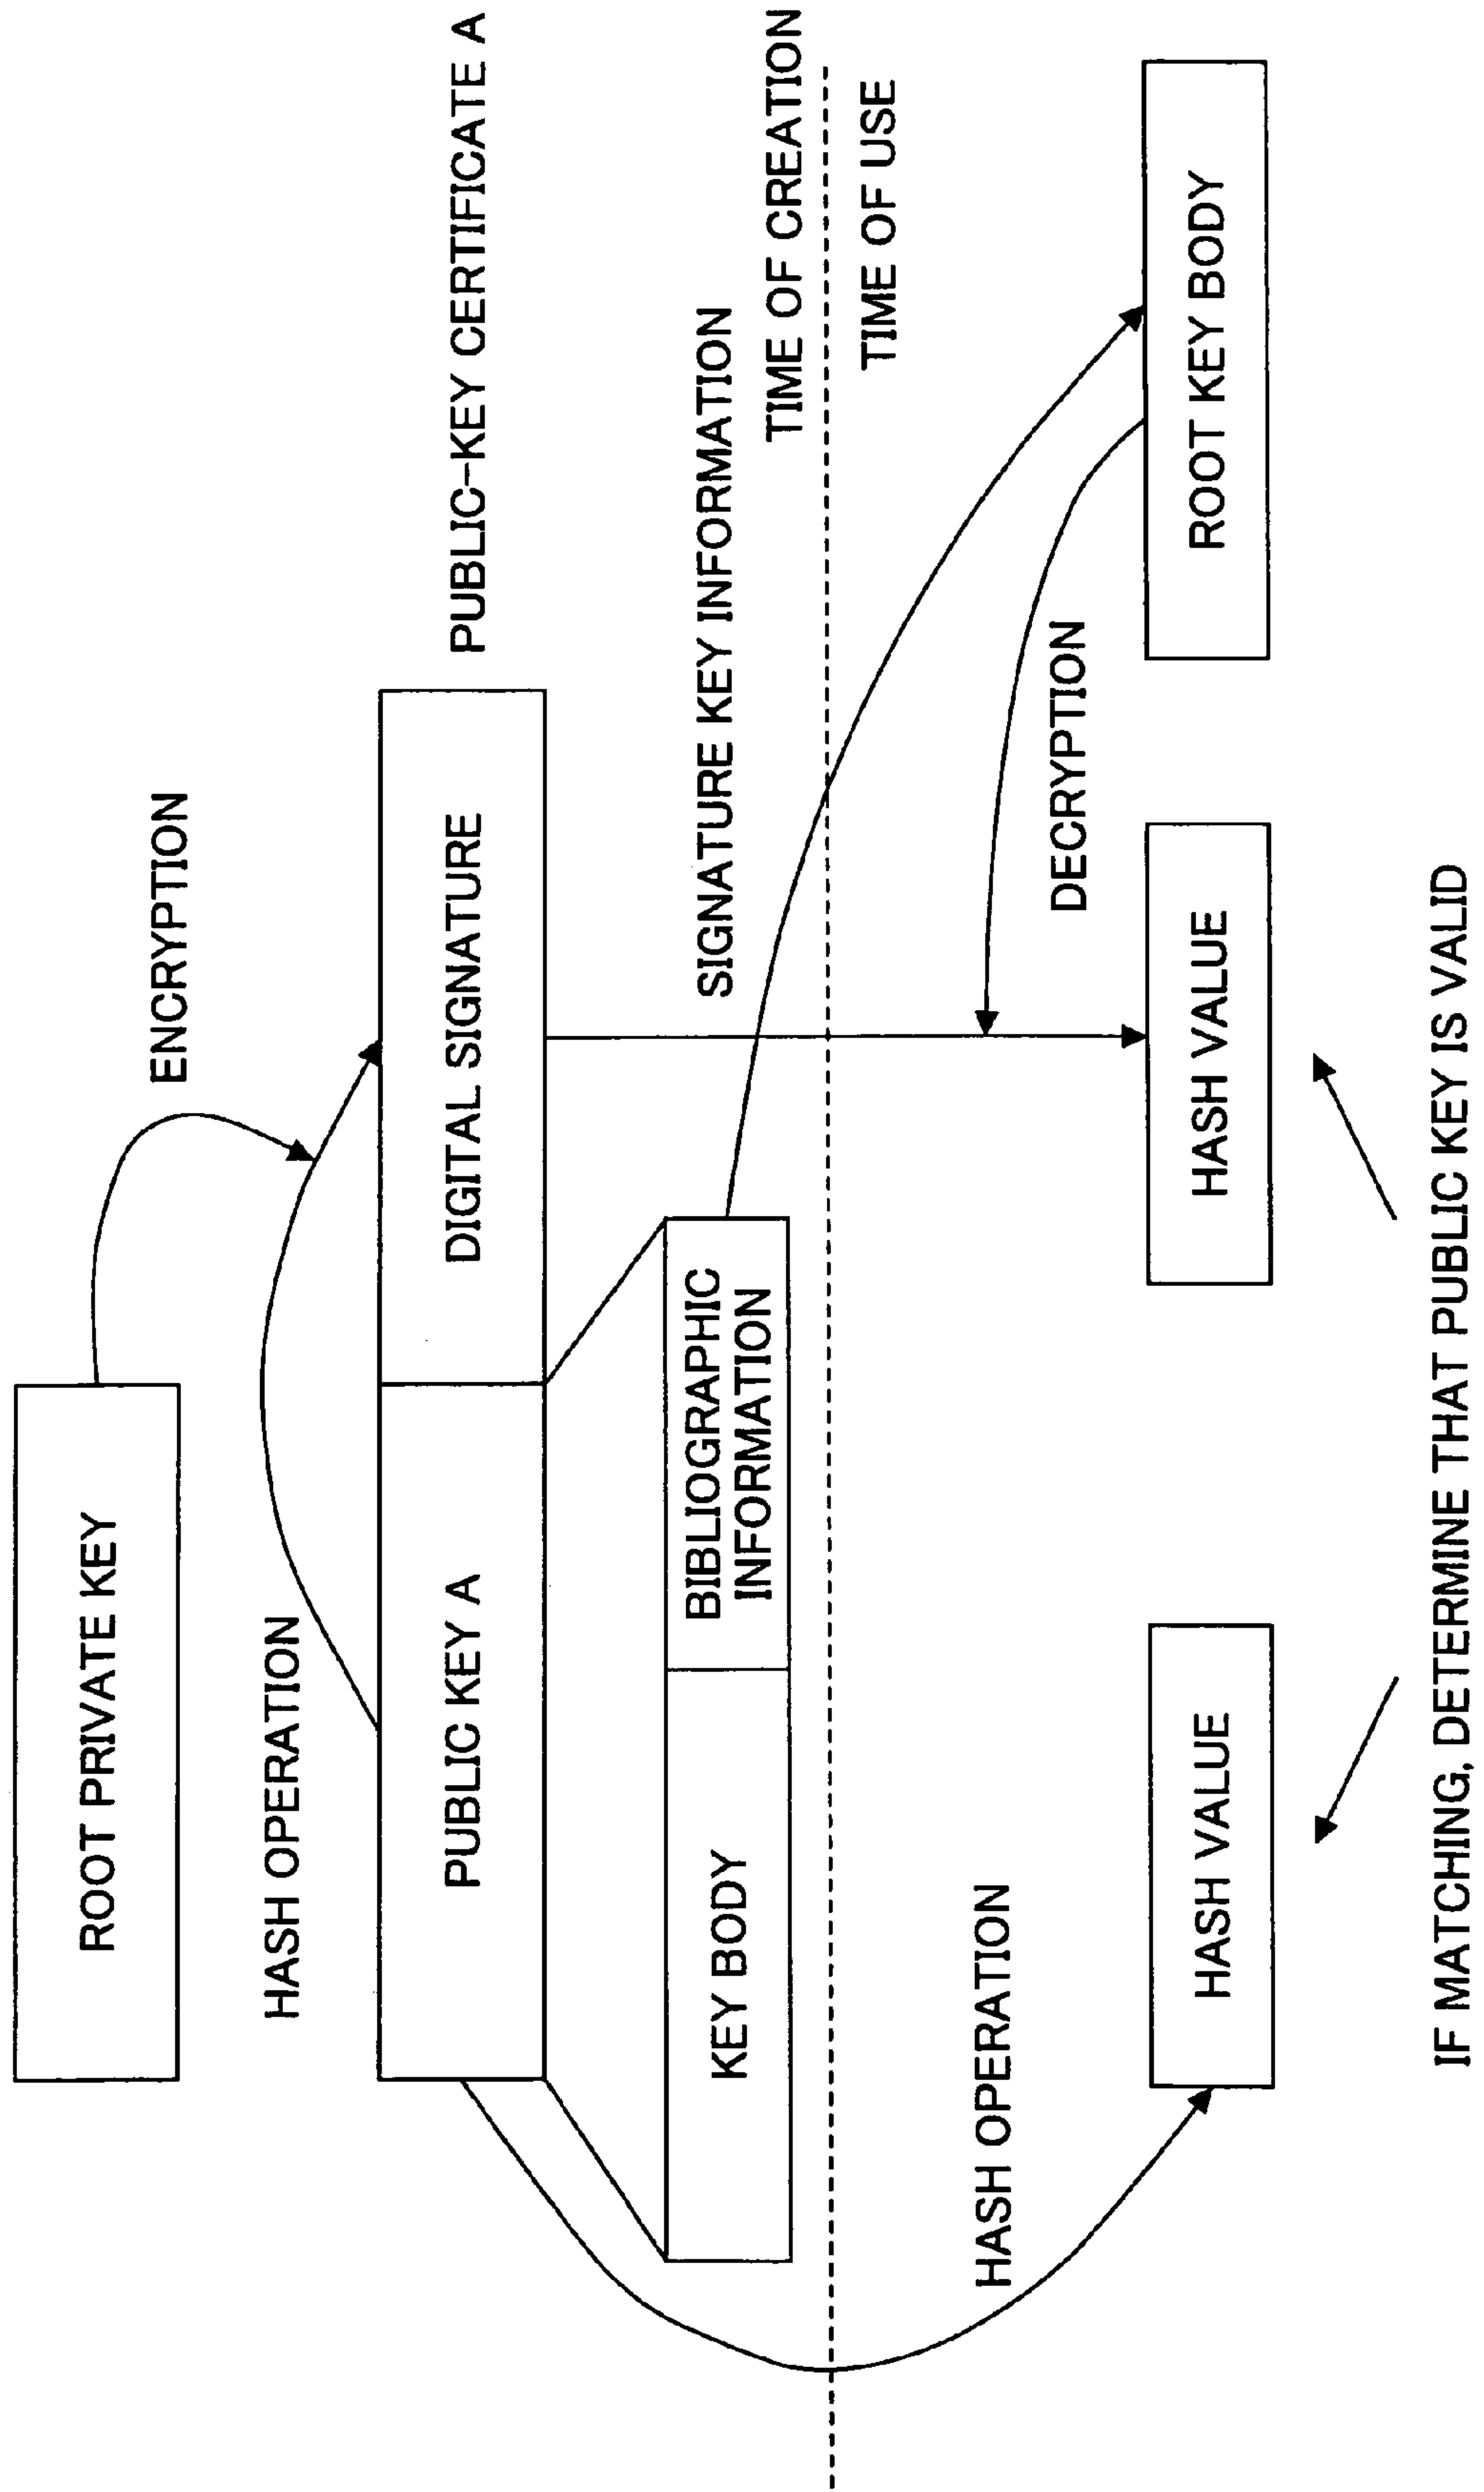 ROOT PRIVATE KEY
ENCRYPTION
HASH OPERATION
PUBLIC KEY A
DIGITAL SIGNATURE
PUBLIC-KEY CERTIFICATE A
KEY BODY
BIBLIOGRAPHIC
INFORMATION
SIGNATURE KEY INFORMATION
TIME OF CREATION
TIME OF USE
HASH OPERATION
DECRYPTION
HASH VALUE
HASH VALUE
ROOT KEY BODY
IF MATCHING, DETERMINE THAT PUBLIC KEY IS VALID